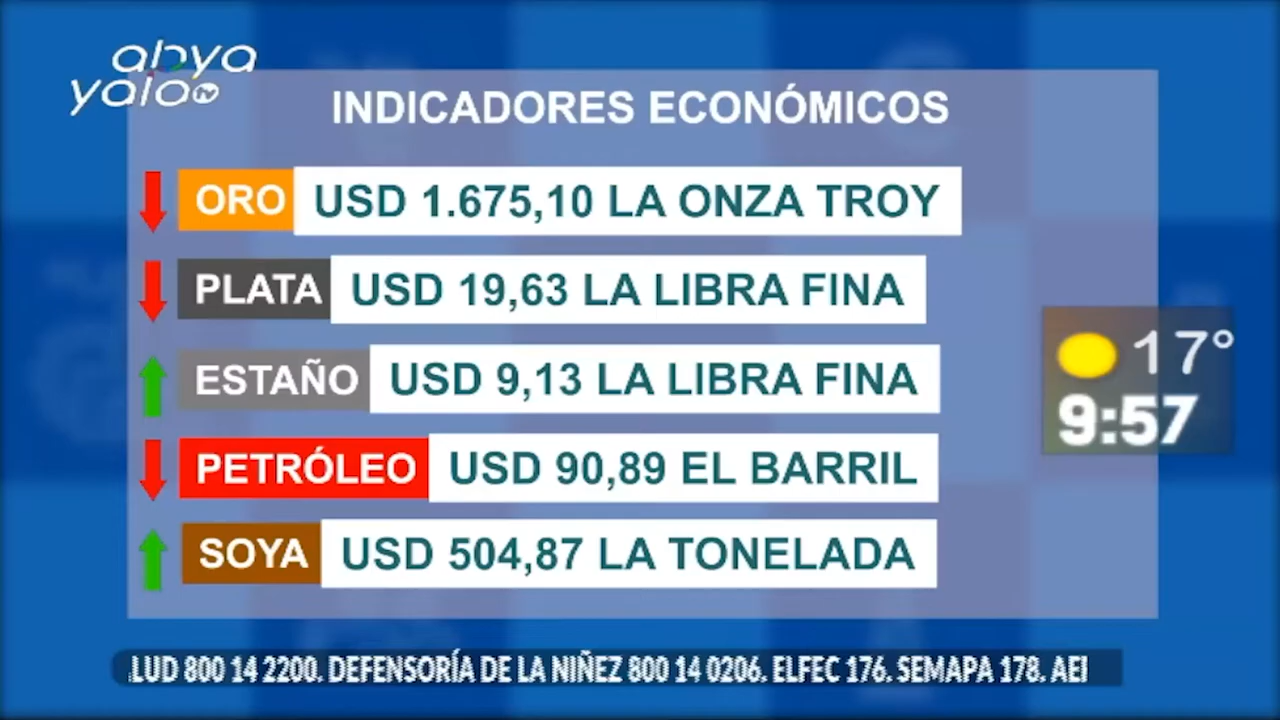 abya
yala tv
INDICADORES ECONÓMICOS
ORO USD 1.675,10 LA ONZA TROY
PLATA USD 19,63 LA LIBRA FINA
ESTAÑO USD 9,13 LA LIBRA FINA
PETRÓLEO USD 90,89 EL BARRIL
SOYA USD 504,87 LA TONELADA
17°
9:57
LUD 800 14 2200. DEFENSORÍA DE LA NIÑEZ 800 14 0206. ELFEC 176. SEMAPA 178. AEI